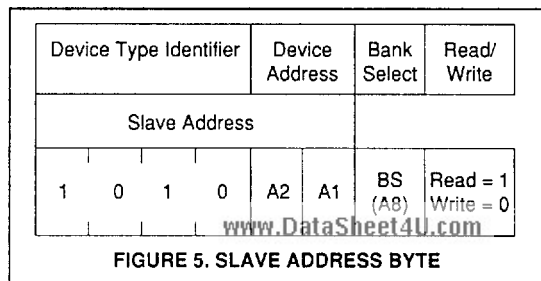 Device Type Identifier Device Address Bank Select Read/ Write
Slave Address
1 0 1 0 A2 A1 BS (A8) Read = 1 Write = 0
www.DataSheet4U.com
FIGURE 5. SLAVE ADDRESS BYTE